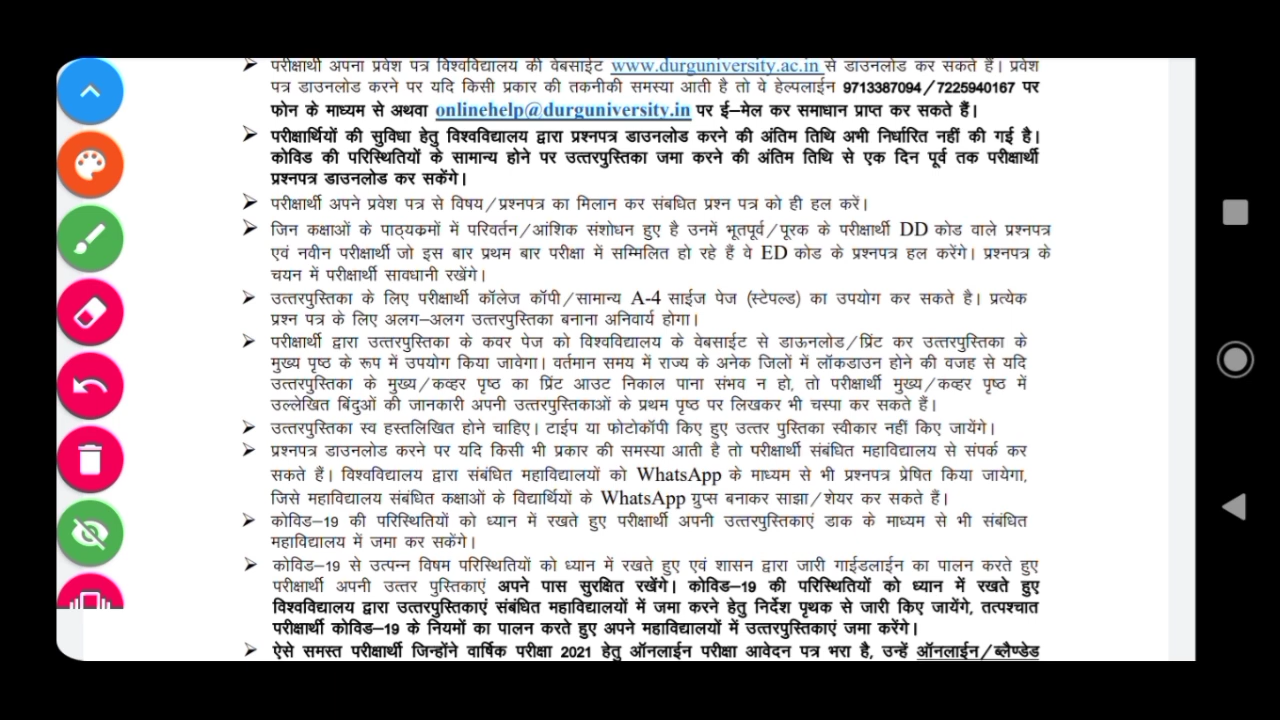 ➢ परीक्षार्थी अपना प्रवेश पत्र विश्वविद्यालय की वेबसाईट www.durguniversity.ac.in से डाउनलोड कर सकते हैं। प्रवेश
पत्र डाउनलोड करने पर यदि किसी प्रकार की तकनीकी समस्या आती है तो वे हेल्पलाईन 9713387094/7225940167 पर
फोन के माध्यम से अथवा onlinehelp@durguniversity.in पर ई–मेल कर समाधान प्राप्त कर सकते हैं।
➢ परीक्षार्थियों की सुविधा हेतु विश्वविद्यालय द्वारा प्रश्नपत्र डाउनलोड करने की अंतिम तिथि अभी निर्धारित नहीं की गई है।
कोविड की परिस्थितियों के सामान्य होने पर उत्तरपुस्तिका जमा करने की अंतिम तिथि से एक दिन पूर्व तक परीक्षार्थी
प्रश्नपत्र डाउनलोड कर सकेंगे।
➢ परीक्षार्थी अपने प्रवेश पत्र से विषय/प्रश्नपत्र का मिलान कर संबधित प्रश्न पत्र को ही हल करें।
➢ जिन कक्षाओं के पाठ्यक्रमों में परिवर्तन/आंशिक संशोधन हुए है उनमें भूतपूर्व/पूरक के परीक्षार्थी DD कोड वाले प्रश्नपत्र
एवं नवीन परीक्षार्थी जो इस बार प्रथम बार परीक्षा में सम्मिलित हो रहे हैं वे ED कोड के प्रश्नपत्र हल करेंगे। प्रश्नपत्र के
चयन में परीक्षार्थी सावधानी रखेंगे।
➢ उत्तरपुस्तिका के लिए परीक्षार्थी कॉलेज कॉपी/सामान्य A-4 साईज पेज (स्टेपल्ड) का उपयोग कर सकते है। प्रत्येक
प्रश्न पत्र के लिए अलग–अलग उत्तरपुस्तिका बनाना अनिवार्य होगा।
➢ परीक्षार्थी द्वारा उत्तरपुस्तिका के कवर पेज को विश्वविद्यालय के वेबसाईट से डाऊनलोड/प्रिंट कर उत्तरपुस्तिका के
मुख्य पृष्ठ के रूप में उपयोग किया जावेगा। वर्तमान समय में राज्य के अनेक जिलों में लॉकडाउन होने की वजह से यदि
उत्तरपुस्तिका के मुख्य/कव्हर पृष्ठ का प्रिंट आउट निकाल पाना संभव न हो, तो परीक्षार्थी मुख्य/कव्हर पृष्ठ में
उल्लेखित बिंदुओं की जानकारी अपनी उत्तरपुस्तिकाओं के प्रथम पृष्ठ पर लिखकर भी चस्पा कर सकते हैं।
➢ उत्तरपुस्तिका स्व हस्तलिखित होने चाहिए। टाईप या फोटोकॉपी किए हुए उत्तर पुस्तिका स्वीकार नहीं किए जायेंगे।
➢ प्रश्नपत्र डाउनलोड करने पर यदि किसी भी प्रकार की समस्या आती है तो परीक्षार्थी संबंधित महाविद्यालय से संपर्क कर
सकते हैं। विश्वविद्यालय द्वारा संबंधित महाविद्यालयों को WhatsApp के माध्यम से भी प्रश्नपत्र प्रेषित किया जायेगा,
जिसे महाविद्यालय संबंधित कक्षाओं के विद्यार्थियों के WhatsApp ग्रुप्स बनाकर साझा/शेयर कर सकते हैं।
➢ कोविड–19 की परिस्थितियों को ध्यान में रखते हुए परीक्षार्थी अपनी उत्तरपुस्तिकाएं डाक के माध्यम से भी संबंधित
महाविद्यालय में जमा कर सकेंगे।
➢ कोविड–19 से उत्पन्न विषम परिस्थितियों को ध्यान में रखते हुए एवं शासन द्वारा जारी गाईडलाईन का पालन करते हुए
परीक्षार्थी अपनी उत्तर पुस्तिकाएं अपने पास सुरक्षित रखेंगे। कोविड–19 की परिस्थितियों को ध्यान में रखते हुए
विश्वविद्यालय द्वारा उत्तरपुस्तिकाएं संबंधित महाविद्यालयों में जमा करने हेतु निर्देश पृथक से जारी किए जायेंगे, तत्पश्चात
परीक्षार्थी कोविड–19 के नियमों का पालन करते हुए अपने महाविद्यालयों में उत्तरपुस्तिकाएं जमा करेंगे।
➢ ऐसे समस्त परीक्षार्थी जिन्होंने वार्षिक परीक्षा 2021 हेतु ऑनलाईन परीक्षा आवेदन पत्र भरा है, उन्हें ऑनलाईन/ब्लैण्डेड